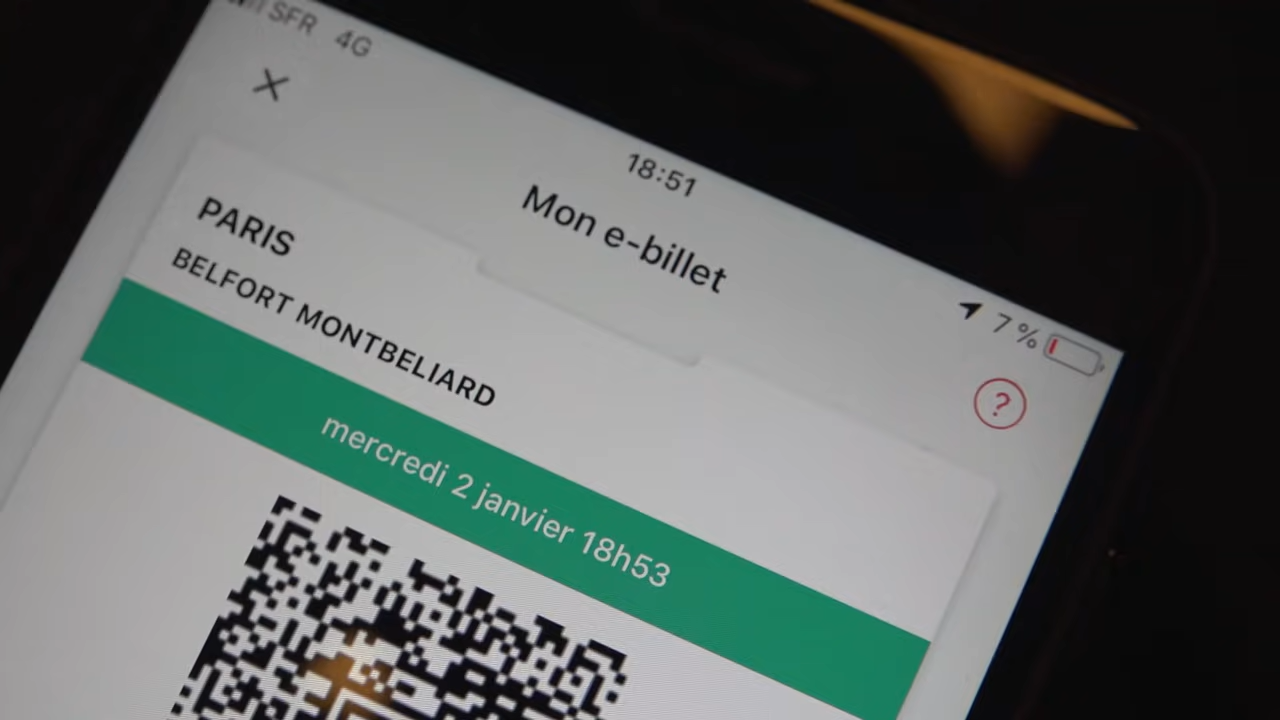 SFR 4G
18:51
7 %
Mon e-billet
?
PARIS
BELFORT MONTBELIARD
mercredi 2 janvier 18h53